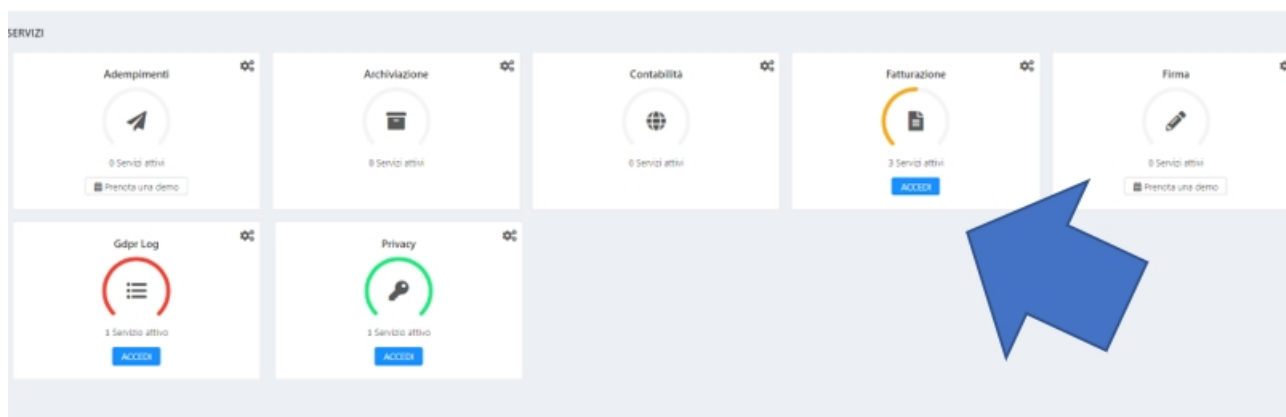 SERVIZI
Adempimenti
0 Servizi attivi
Prenota una demo
Archiviazione
0 Servizi attivi
Contabilità
0 Servizi attivi
Fatturazione
3 Servizi attivi
ACCEDI
Firma
0 Servizi attivi
Prenota una demo
Gdpr Log
1 Servizio attivo
ACCEDI
Privacy
1 Servizio attivo
ACCEDI